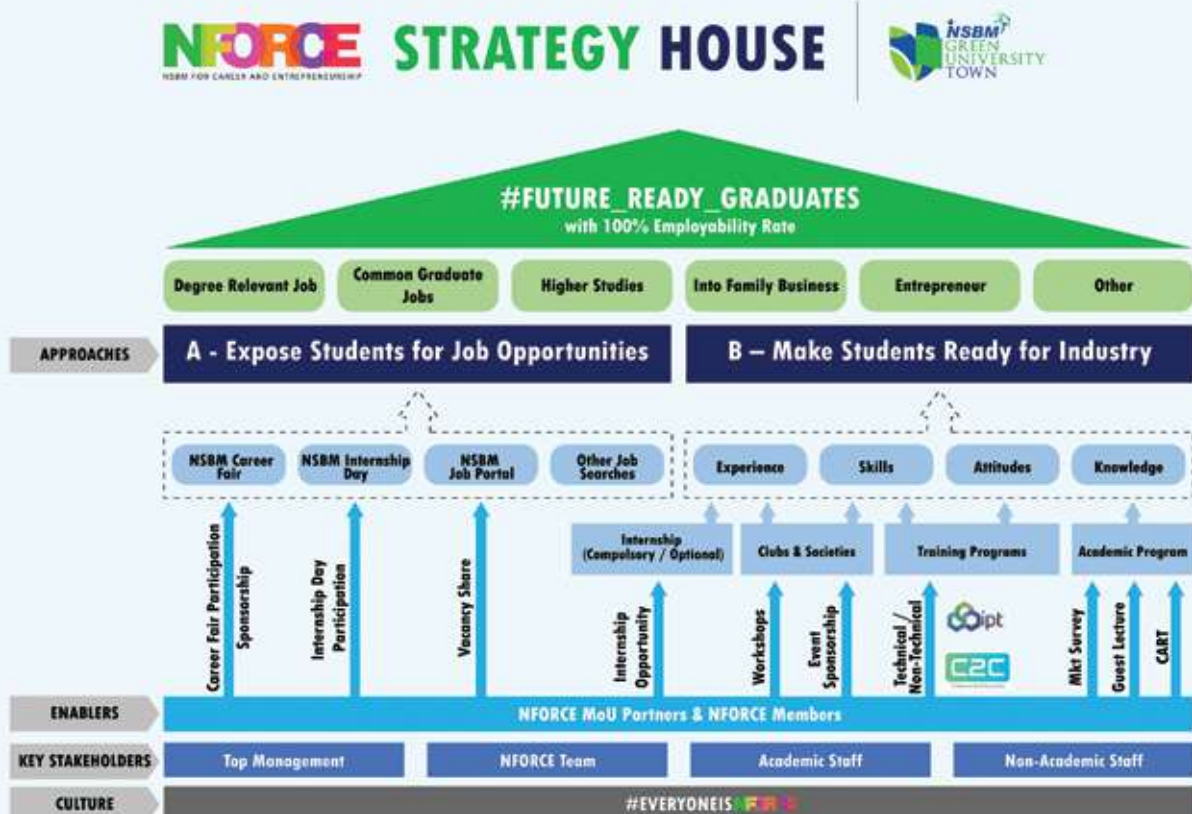 NFORCE STRATEGY HOUSE
NSBM FOR CAREER AND ENTREPRENEURSHIP
NSBM
GREEN
UNIVERSITY
TOWN
#FUTURE_READY_GRADUATES
with 100% Employability Rate
Degree Relevant Job
Common Graduate
Jobs
Higher Studies
Into Family Business
Entrepreneur
Other
APPROACHES
A - Expose Students for Job Opportunities
B – Make Students Ready for Industry
NSBM Career
Fair
NSBM Internship
Day
NSBM
Job Portal
Other Job
Searches
Experience
Skills
Attitudes
Knowledge
Internship
(Compulsory / Optional)
Clubs & Societies
Training Programs
Academic Program
Career Fair Participation
Sponsorship
Internship Day
Participation
Vacancy Share
Internship
Opportunity
Workshops
Event
Sponsorship
Technical /
Non-Technical
ipt
C2C
Mkt Survey
Guest Lecture
CART
ENABLERS
NFORCE MoU Partners & NFORCE Members
KEY STAKEHOLDERS
Top Management
NFORCE Team
Academic Staff
Non-Academic Staff
CULTURE
#EVERYONEISNFORCE